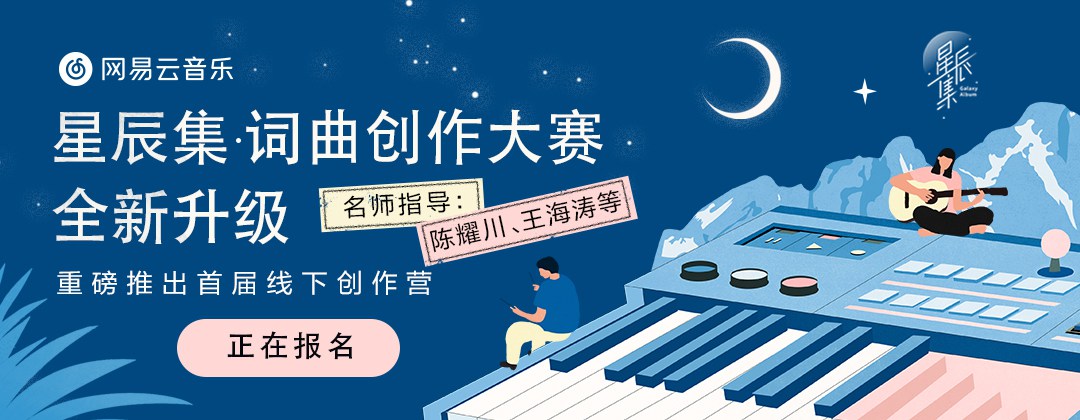 网易云音乐
星辰集·词曲创作大赛
全新升级
名师指导：
陈耀川、王海涛等
重磅推出首届线下创作营
正在报名
星辰集
Galaxy
Album